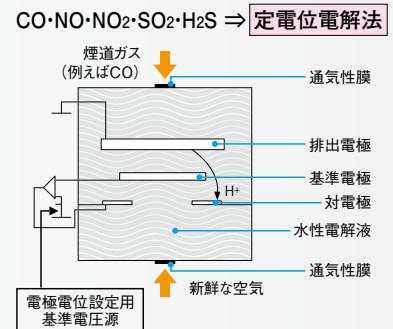 CO・NO・NO₂・SO₂・H₂S ⇒ 定電位電解法
煙道ガス
(例えばCO)
通気性膜
排出電極
基準電極
H+
対電極
水性電解液
通気性膜
新鮮な空気
電極電位設定用
基準電圧源